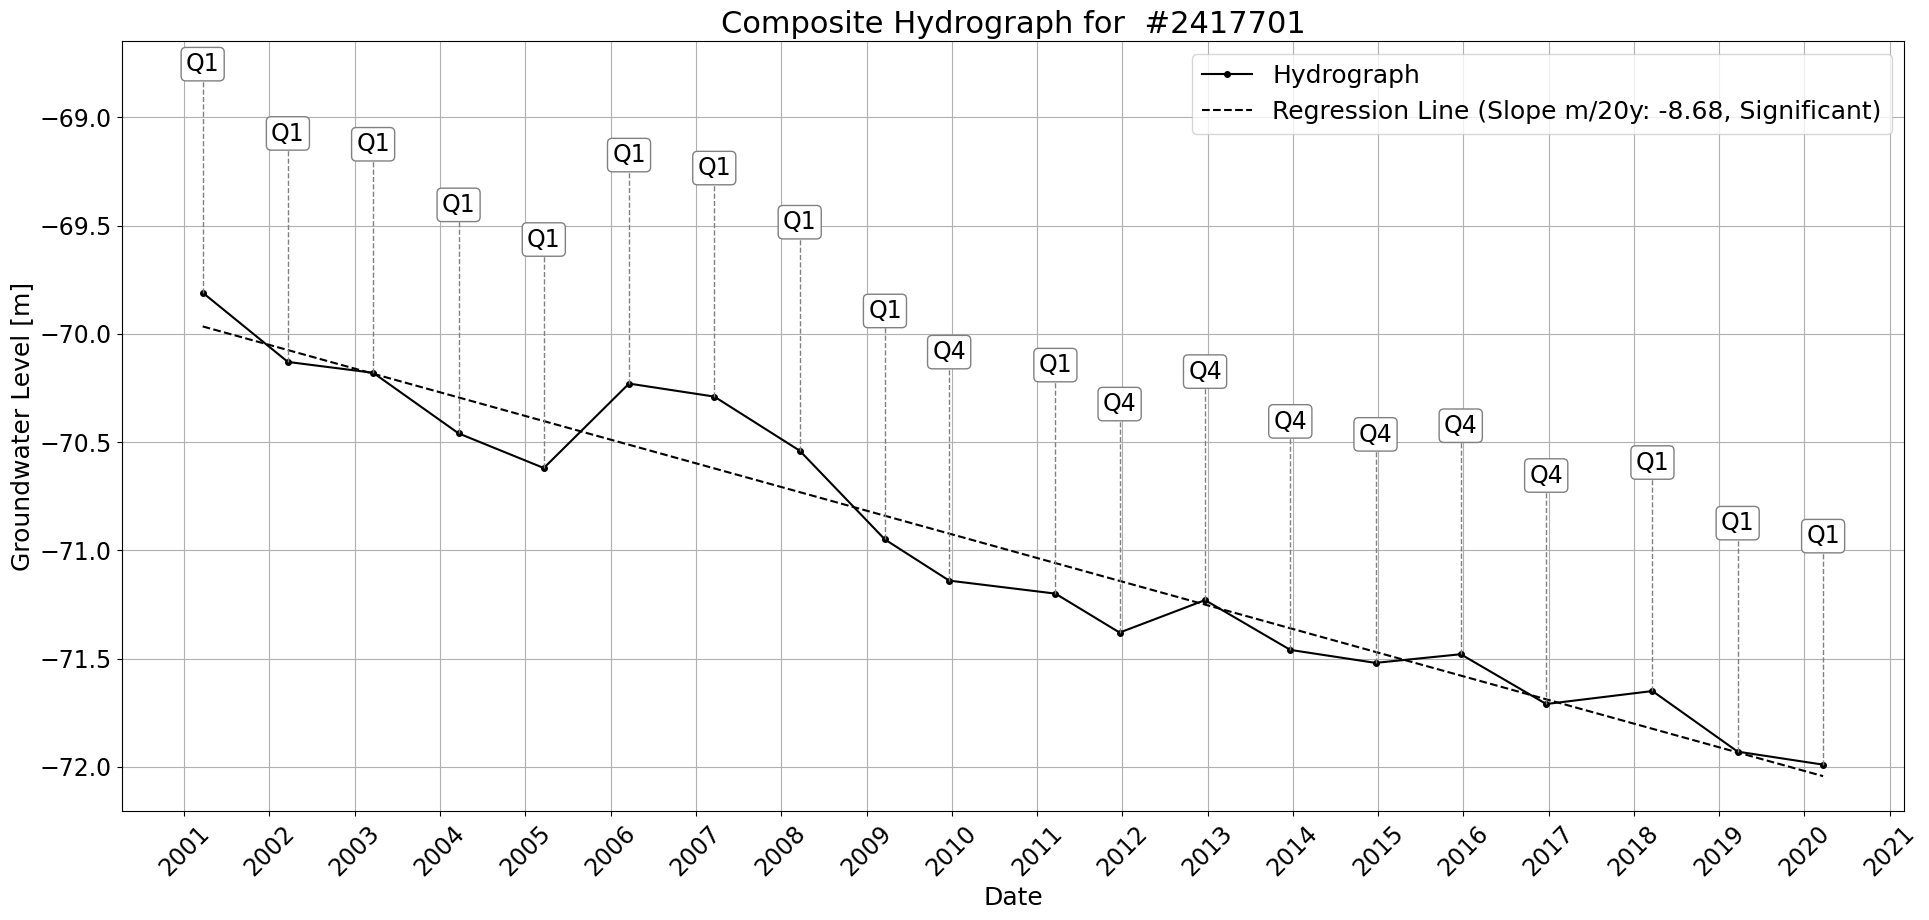 Composite Hydrograph for  #2417701
Hydrograph
Regression Line (Slope m/20y: -8.68, Significant)
Q1
Q1
Q1
Q1
Q1
Q1
Q1
Q1
Q1
Q4
Q1
Q4
Q4
Q4
Q4
Q4
Q4
Q1
Q1
Q1
Groundwater Level [m]
−69.0
−69.5
−70.0
−70.5
−71.0
−71.5
−72.0
2001
2002
2003
2004
2005
2006
2007
2008
2009
2010
2011
2012
2013
2014
2015
2016
2017
2018
2019
2020
2021
Date